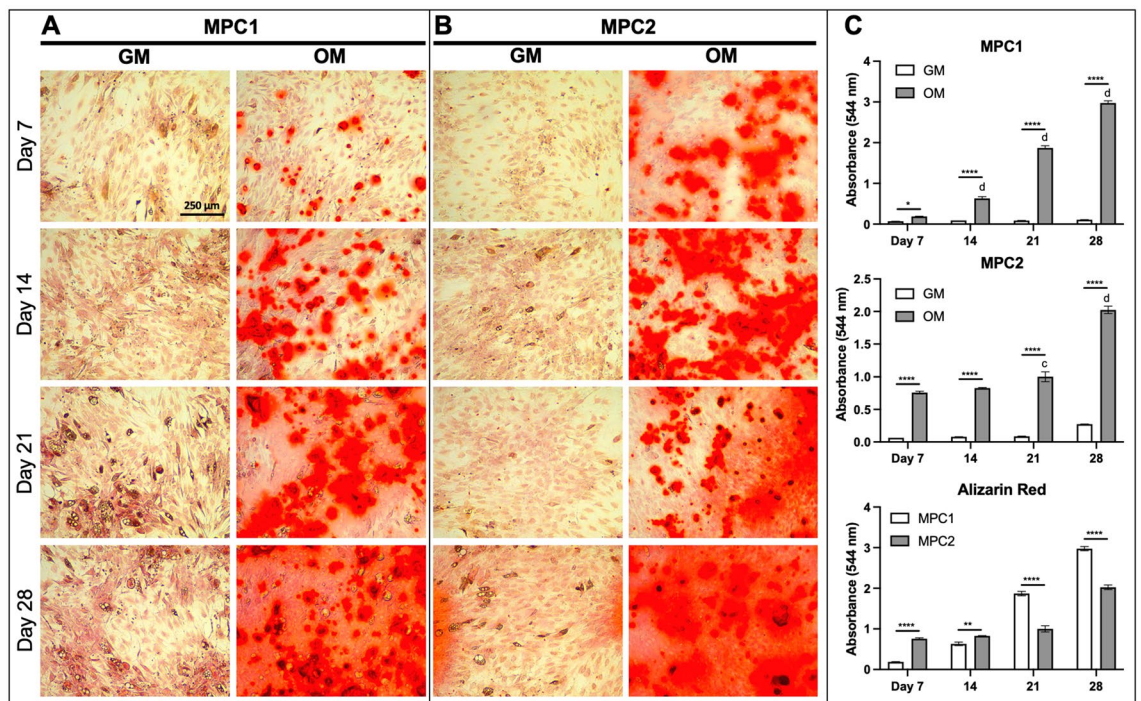 A
MPC1
GM
OM
B
MPC2
GM
OM
Day 7
250 µm
Day 14
Day 21
Day 28
C
MPC1
Absorbance (544 nm)
4
3
2
1
0
GM
OM
*
****
d
****
d
****
d
Day 7
14
21
28
MPC2
Absorbance (544 nm)
2.5
2.0
1.5
1.0
0.5
0.0
GM
OM
****
****
****
c
****
d
Day 7
14
21
28
Alizarin Red
Absorbance (544 nm)
4
3
2
1
0
MPC1
MPC2
****
**
****
****
Day 7
14
21
28